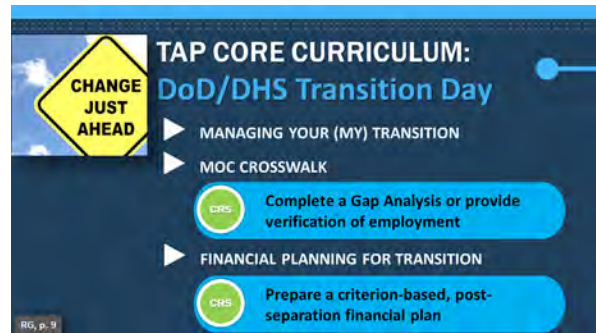 CHANGE
JUST
AHEAD
TAP CORE CURRICULUM:
DoD/DHS Transition Day
MANAGING YOUR (MY) TRANSITION
MOC CROSSWALK
CRS
Complete a Gap Analysis or provide
verification of employment
FINANCIAL PLANNING FOR TRANSITION
CRS
Prepare a criterion-based, post-
separation financial plan
RG, p. 9